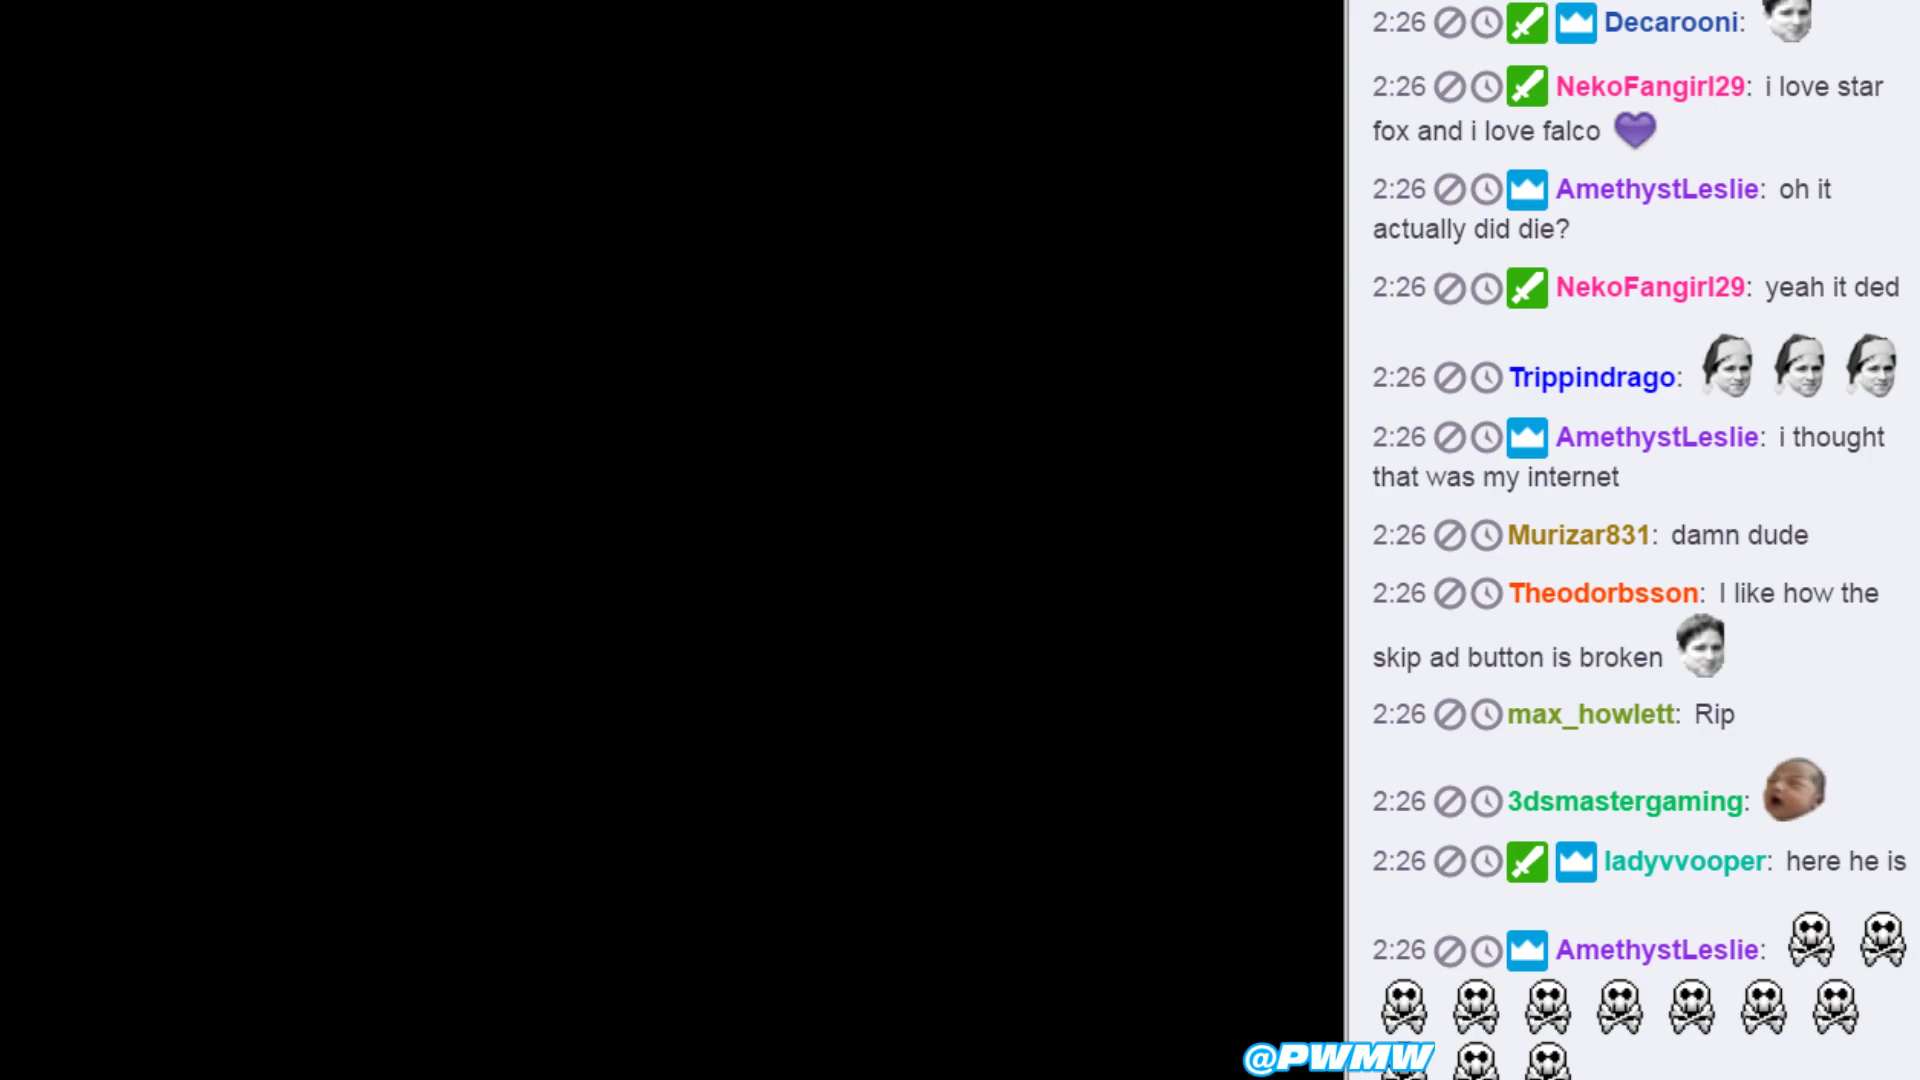 2:26 Decarooni:
2:26 NekoFangirl29: i love star
fox and i love falco
2:26 AmethystLeslie: oh it
actually did die?
2:26 NekoFangirl29: yeah it ded
2:26 Trippindrago:
2:26 AmethystLeslie: i thought
that was my internet
2:26 Murizar831: damn dude
2:26 Theodorbsson: I like how the
skip ad button is broken
2:26 max_howlett: Rip
2:26 3dsmastergaming:
2:26 ladyvvooper: here he is
2:26 AmethystLeslie:
@PWMW